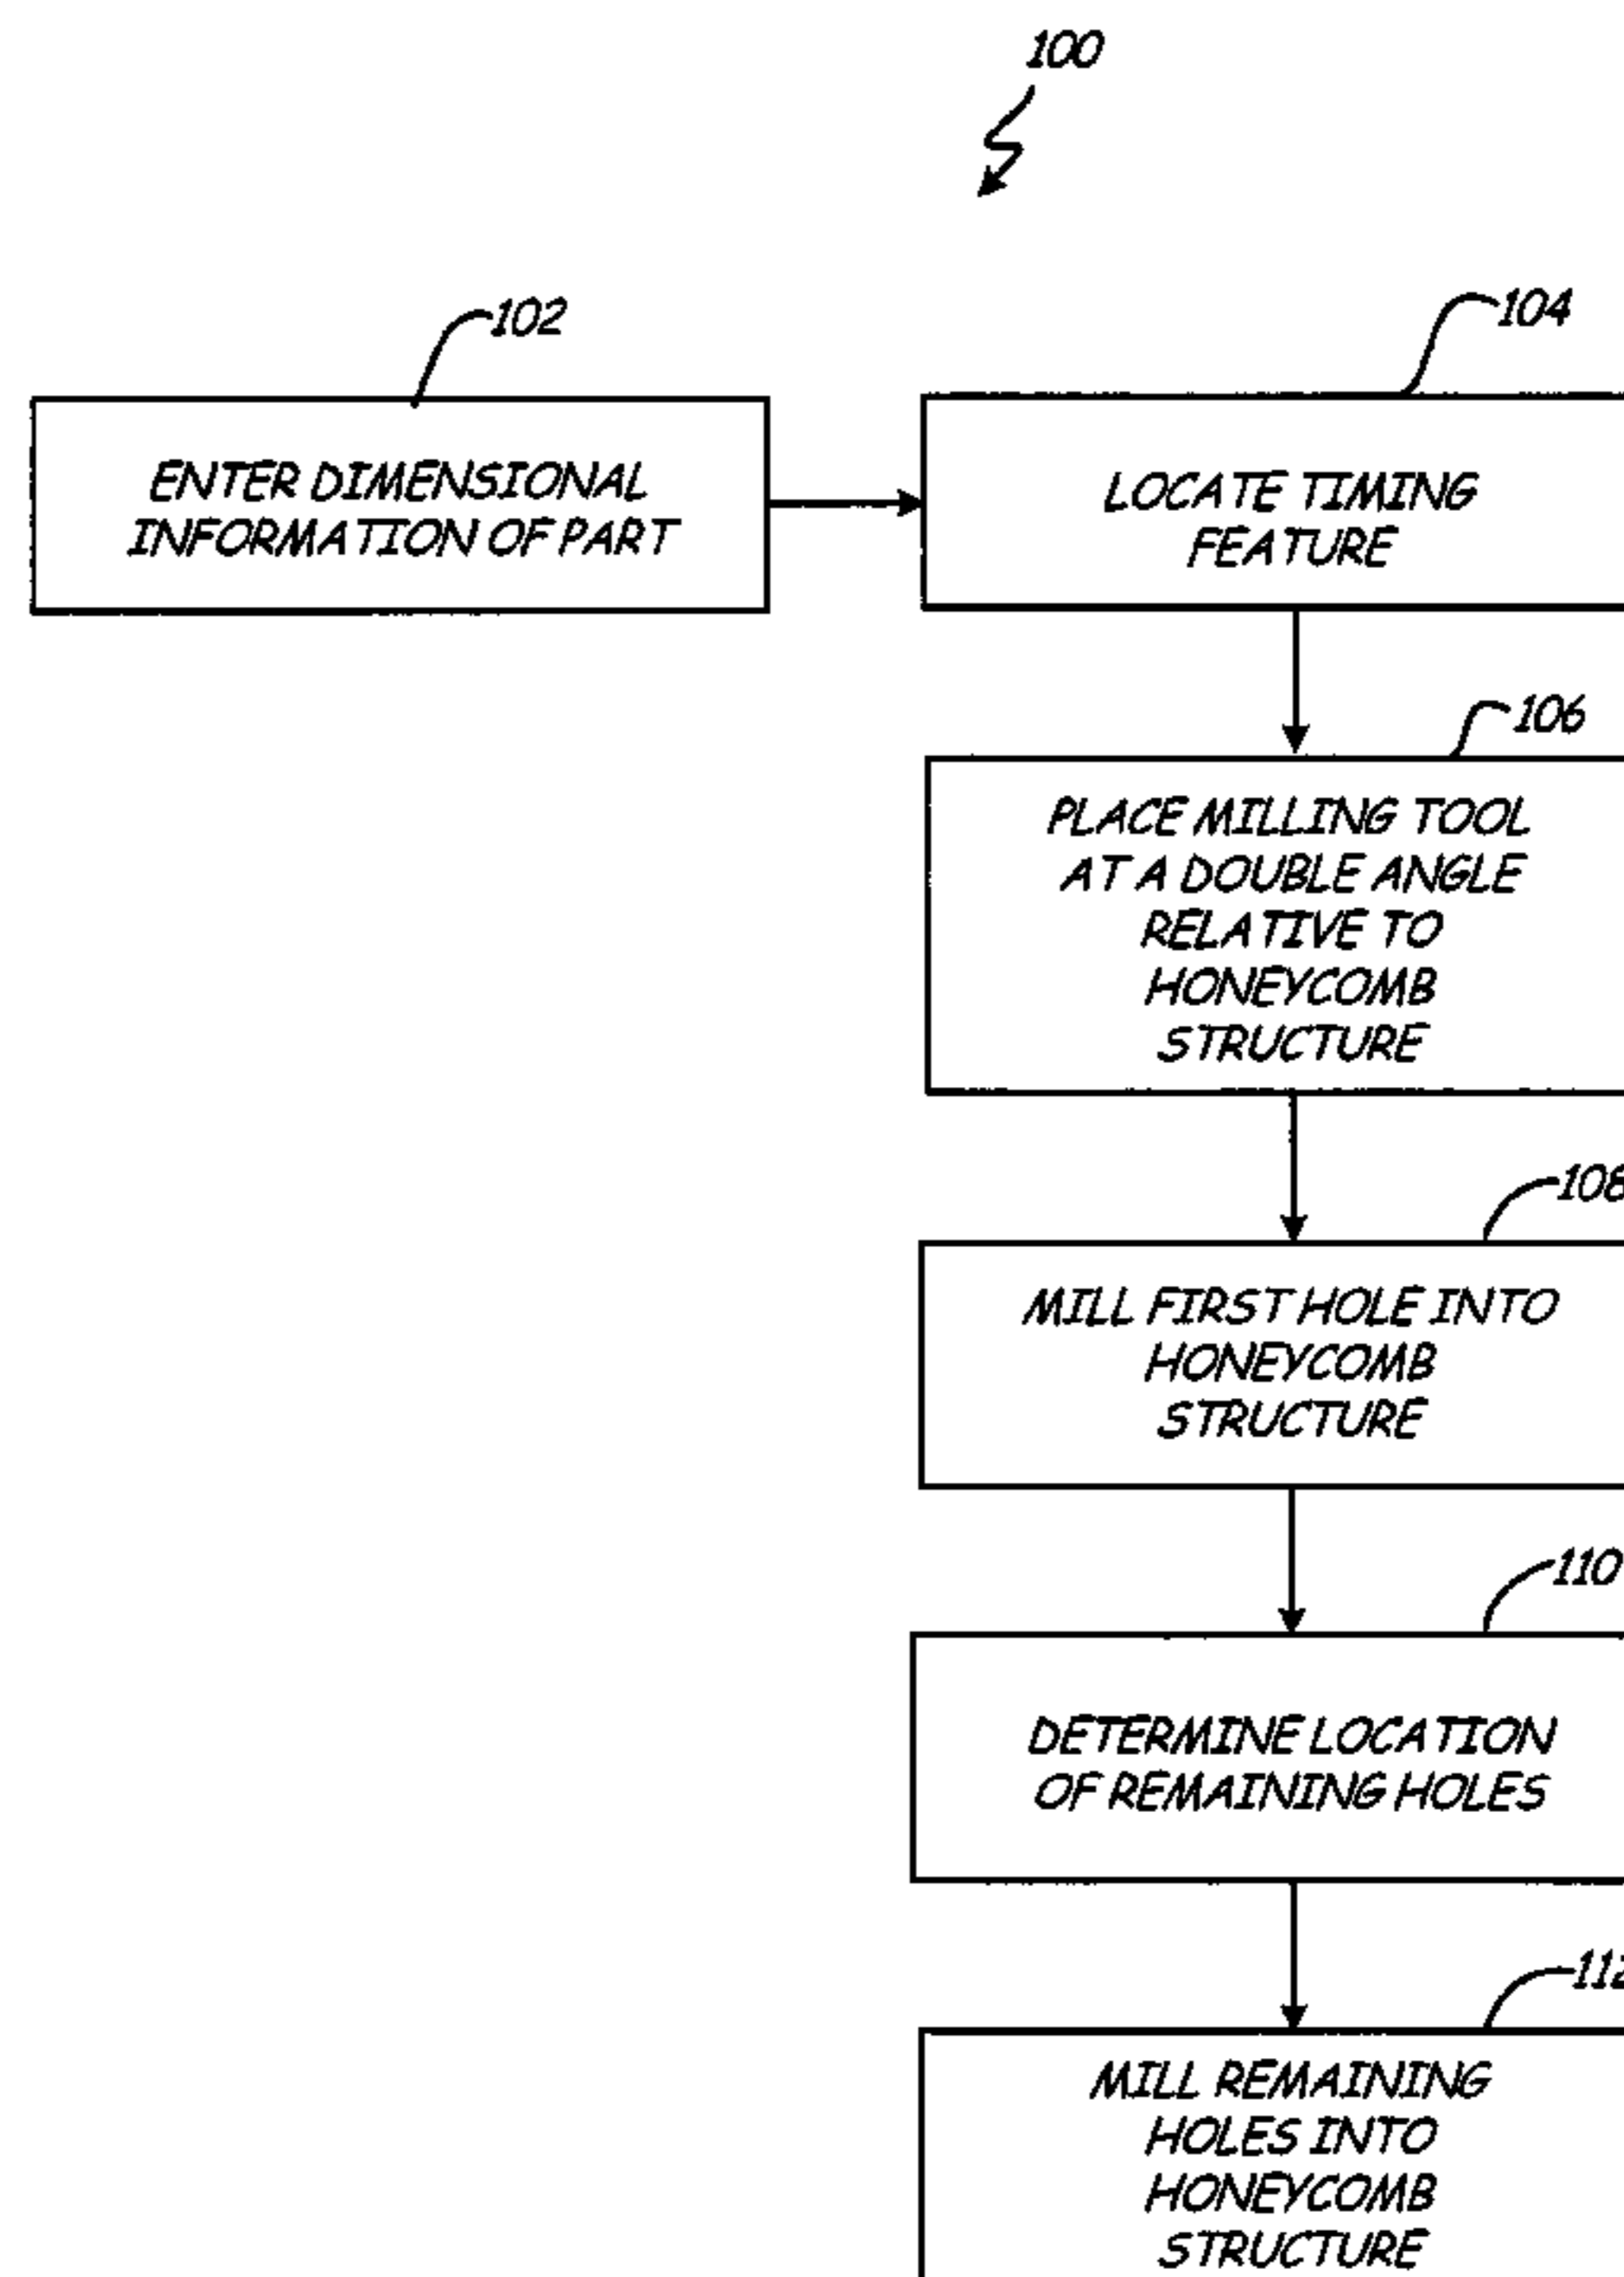 100
102
ENTER DIMENSIONAL
INFORMATION OF PART
104
LOCATE TIMING
FEATURE
106
PLACE MILLING TOOL
AT A DOUBLE ANGLE
RELATIVE TO
HONEYCOMB
STRUCTURE
108
MILL FIRST HOLE INTO
HONEYCOMB
STRUCTURE
110
DETERMINE LOCATION
OF REMAINING HOLES
112
MILL REMAINING
HOLES INTO
HONEYCOMB
STRUCTURE